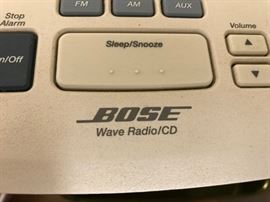 FM AM AUX
Stop
Alarm
Sleep/Snooze
Volume
n/Off
BOSE
Wave Radio/CD